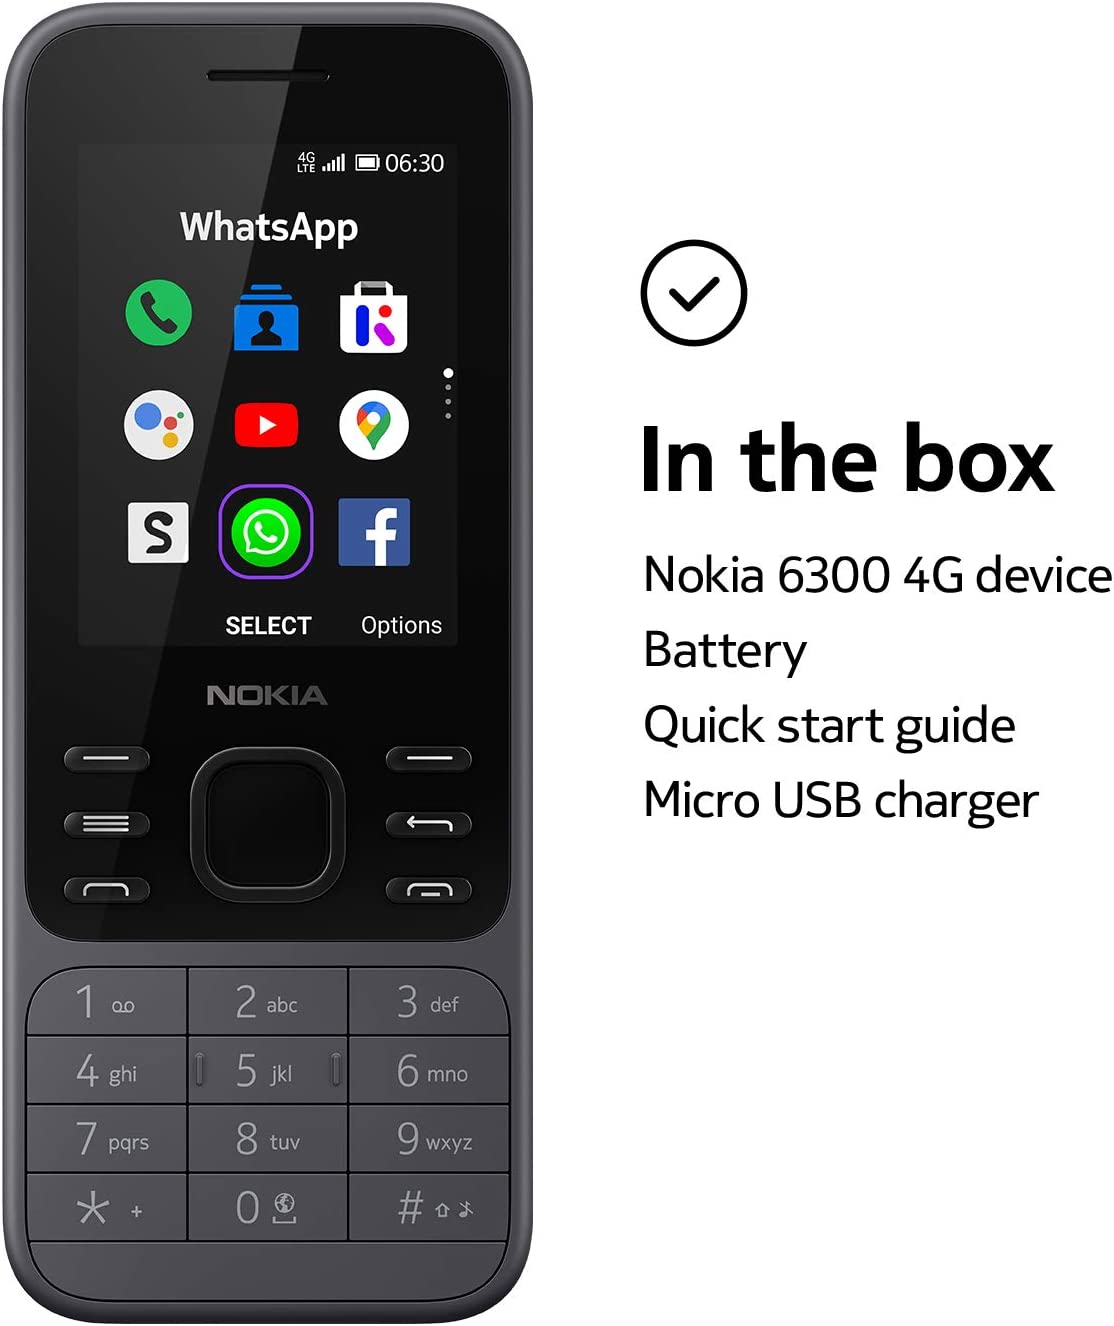 4G
LTE
06:30
WhatsApp
SELECT Options
NOKIA
1
2 abc
3 def
4 ghi
5 jkl
6 mno
7 pqrs
8 tuv
9 wxyz
* +
0
#
In the box
Nokia 6300 4G device
Battery
Quick start guide
Micro USB charger